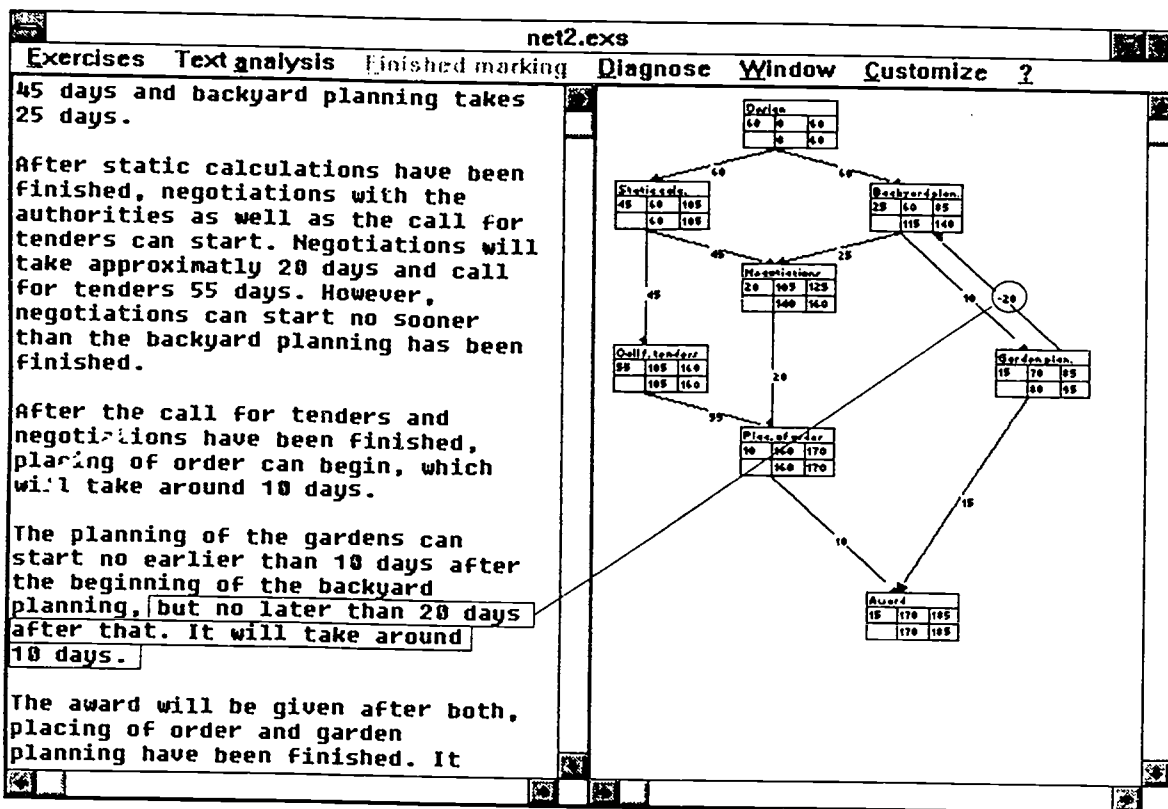 net2.exs
Exercises Text analysis Finished marking Diagnose Window Customize ?
45 days and backyard planning takes
25 days.
After static calculations have been
finished, negotiations with the
authorities as well as the call for
tenders can start. Negotiations will
take approximatly 20 days and call
for tenders 55 days. However,
negotiations can start no sooner
than the backyard planning has been
finished.
After the call for tenders and
negotiations have been finished,
placing of order can begin, which
will take around 10 days.
The planning of the gardens can
start no earlier than 10 days after
the beginning of the backyard
planning, but no later than 20 days
after that. It will take around
10 days.
The award will be given after both,
placing of order and garden
planning have been finished. It
Design
60 0 60
0 60
60 60
Static calc.
45 60 105
60 105
Backyard plan.
25 60 85
115 140
45 25
Negotiations
20 105 125
140 160
45
10
-20
Call f. tenders
55 105 160
105 160
20
Garden plan.
15 70 85
80 95
55
Plac. of order
10 160 170
160 170
15
10
Award
15 170 185
170 185